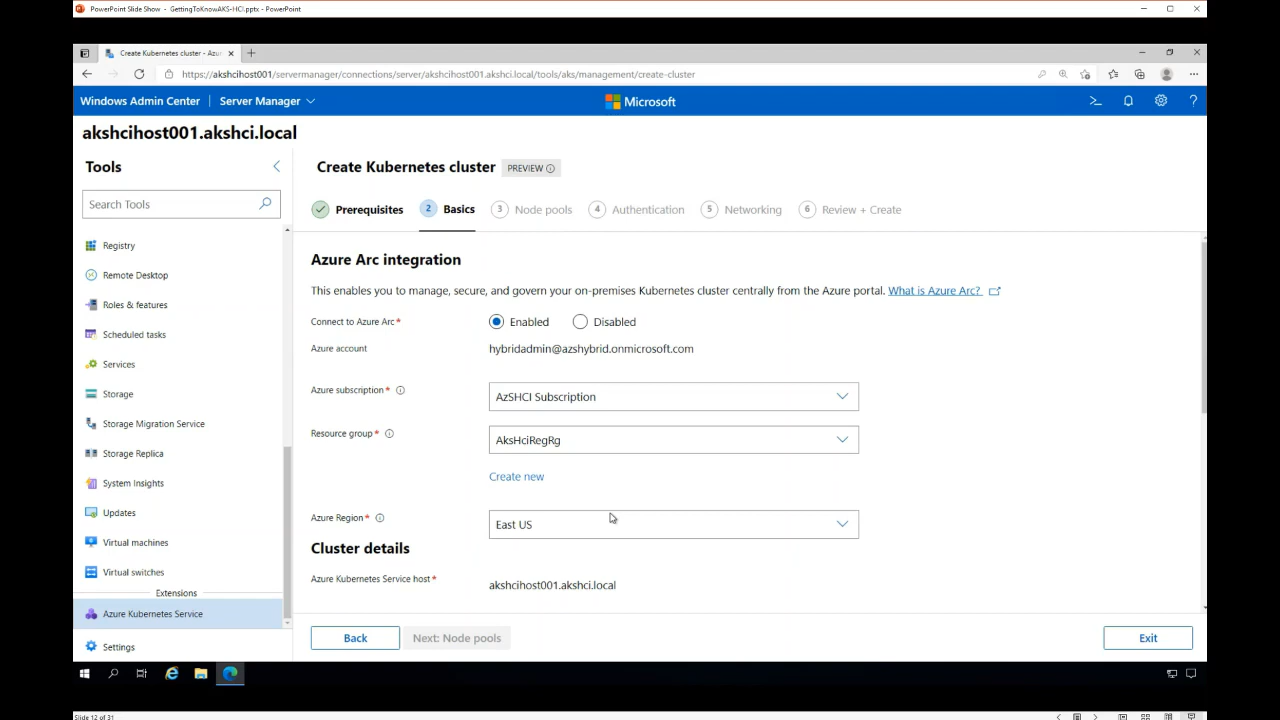 PowerPoint Slide Show - GettingToKnowAKS-HCI.pptx - PowerPoint
Create Kubernetes cluster - Azur
https://akshcihost001/servermanager/connections/server/akshcihost001.akshci.local/tools/aks/management/create-cluster
Windows Admin Center | Server Manager
Microsoft
akshcihost001.akshci.local
Tools
Search Tools
Registry
Remote Desktop
Roles & features
Scheduled tasks
Services
Storage
Storage Migration Service
Storage Replica
System Insights
Updates
Virtual machines
Virtual switches
Extensions
Azure Kubernetes Service
Settings
Create Kubernetes cluster PREVIEW
Prerequisites 2 Basics 3 Node pools 4 Authentication 5 Networking 6 Review + Create
Azure Arc integration
This enables you to manage, secure, and govern your on-premises Kubernetes cluster centrally from the Azure portal. What is Azure Arc?
Connect to Azure Arc * Enabled Disabled
Azure account hybridadmin@azshybrid.onmicrosoft.com
Azure subscription * AzSHCI Subscription
Resource group * AksHciRegRg
Create new
Azure Region * East US
Cluster details
Azure Kubernetes Service host * akshcihost001.akshci.local
Back Next: Node pools Exit
Slide 12 of 31